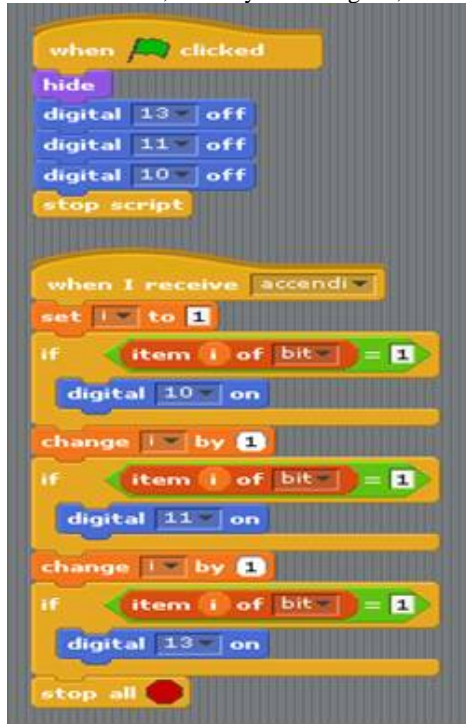 when clicked
hide
digital 13 off
digital 11 off
digital 10 off
stop script
when I receive accendi
set i to 1
if item i of bit = 1
digital 10 on
change i by 1
if item i of bit = 1
digital 11 on
change i by 1
if item i of bit = 1
digital 13 on
stop all